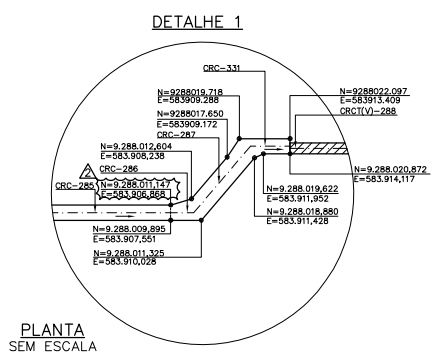 DETALHE 1
CRC-331
N=9288019.718
E=583909.288
N=9288022.097
E=583913.409
CRCT(V)-288
N=9288017.650
E=583909.172
CRC-287
N=9.288.012,604
E=583.908,238
2
CRC-286
CRC-285
N=9.288.011,147
E=583.906,868
N=9.288.020,872
E=583.914,117
N=9.288.019,622
E=583.911,952
N=9.288.018,880
E=583.911,428
N=9.288.009,895
E=583.907,551
N=9.288.011,325
E=583.910,028
PLANTA
SEM ESCALA